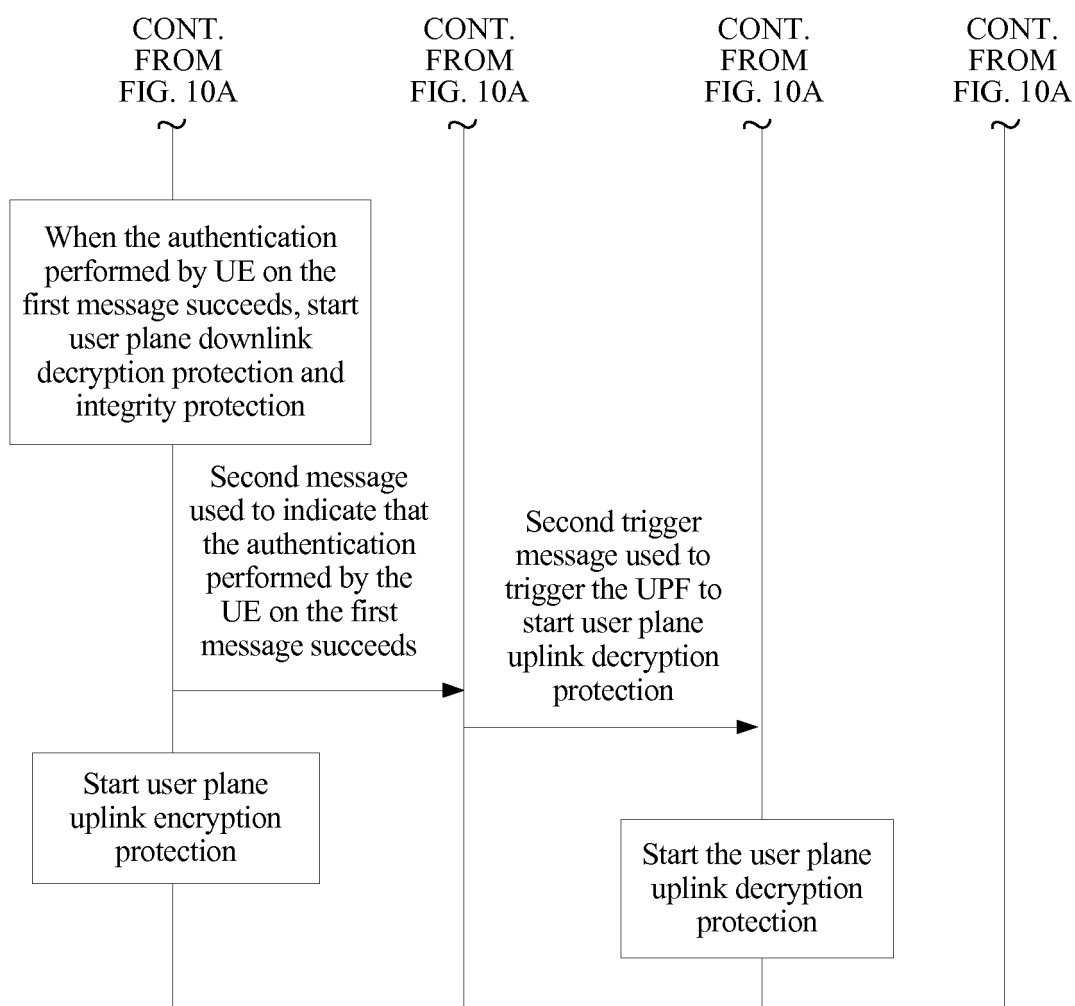 CONT.
FROM
FIG. 10A
CONT.
FROM
FIG. 10A
CONT.
FROM
FIG. 10A
CONT.
FROM
FIG. 10A
When the authentication
performed by UE on the
first message succeeds, start
user plane downlink
decryption protection and
integrity protection
Second message
used to indicate that
the authentication
performed by the
UE on the first
message succeeds
Second trigger
message used to
trigger the UPF to
start user plane
uplink decryption
protection
Start user plane
uplink encryption
protection
Start the user plane
uplink decryption
protection